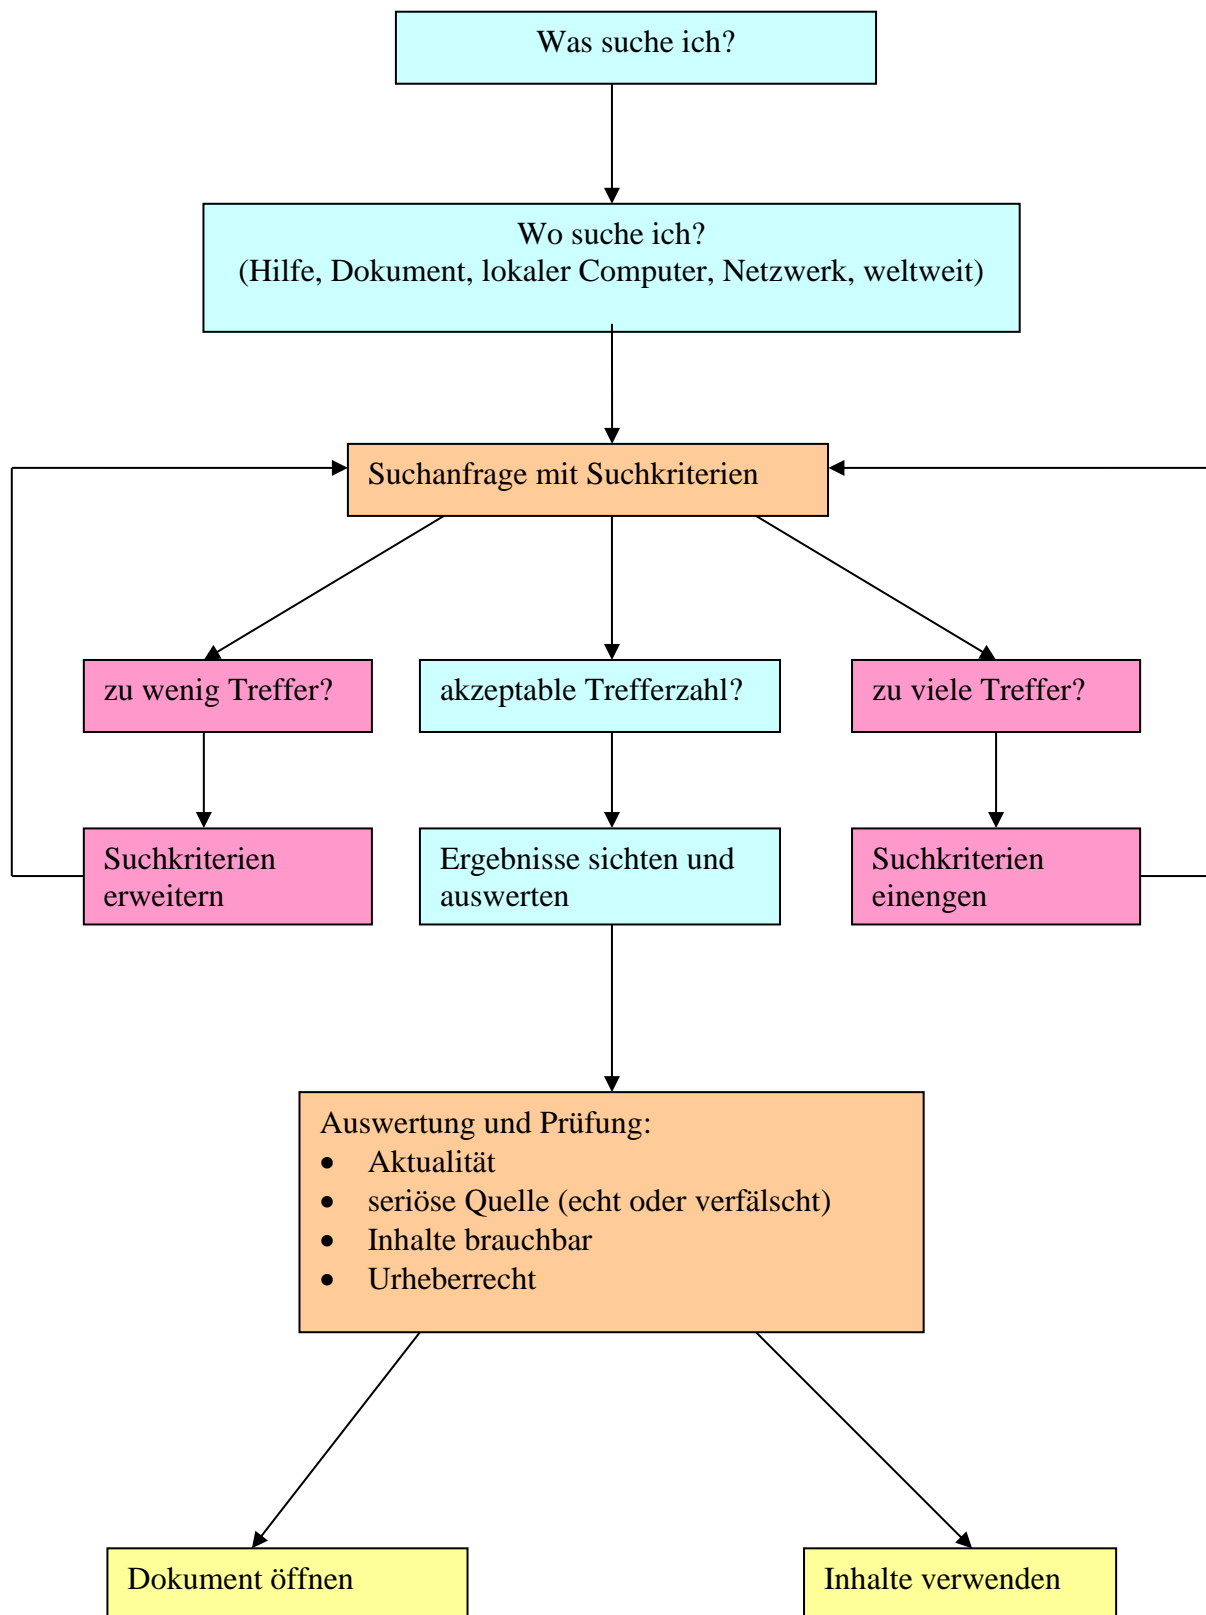 Was suche ich?
Wo suche ich?
(Hilfe, Dokument, lokaler Computer, Netzwerk, weltweit)
Suchanfrage mit Suchkriterien
zu wenig Treffer?
akzeptable Trefferzahl?
zu viele Treffer?
Suchkriterien
erweitern
Ergebnisse sichten und
auswerten
Suchkriterien
einengen
Auswertung und Prüfung:
• Aktualität
• seriöse Quelle (echt oder verfälscht)
• Inhalte brauchbar
• Urheberrecht
Dokument öffnen
Inhalte verwenden